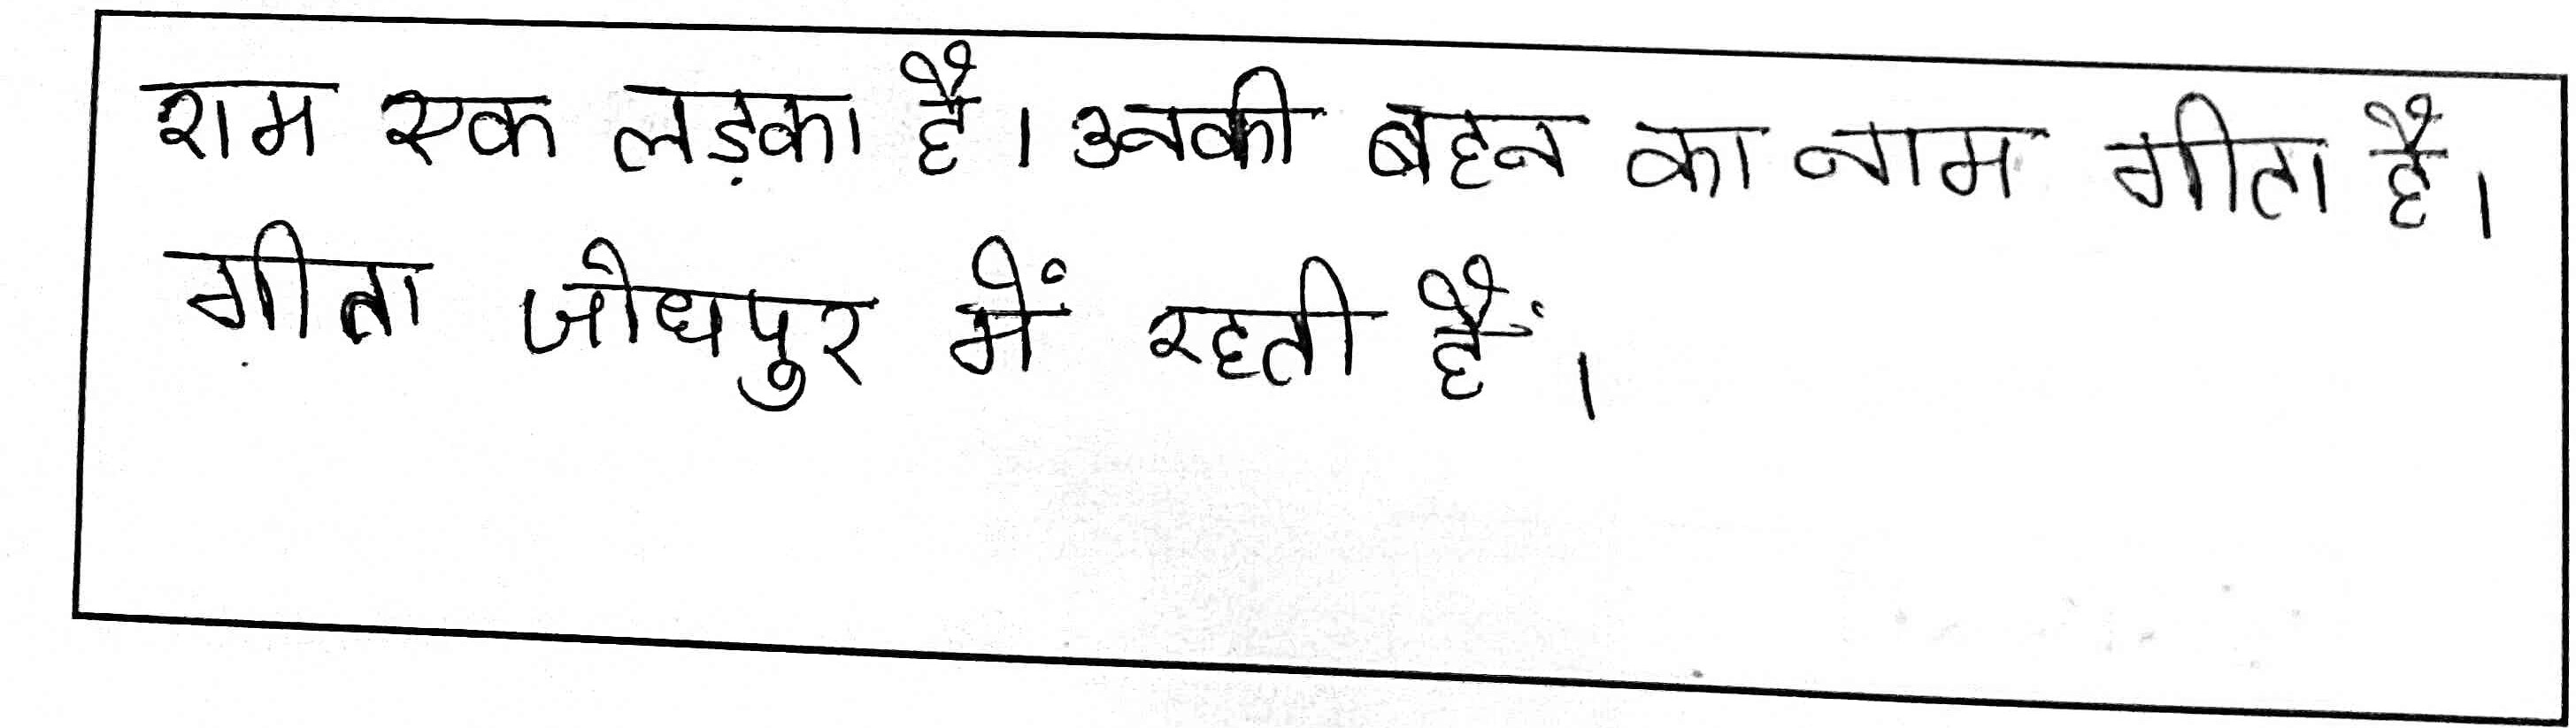 राम एक लड़का है। उनकी बहन का नाम गीता है।
गीता जोधपुर में रहती हैं।